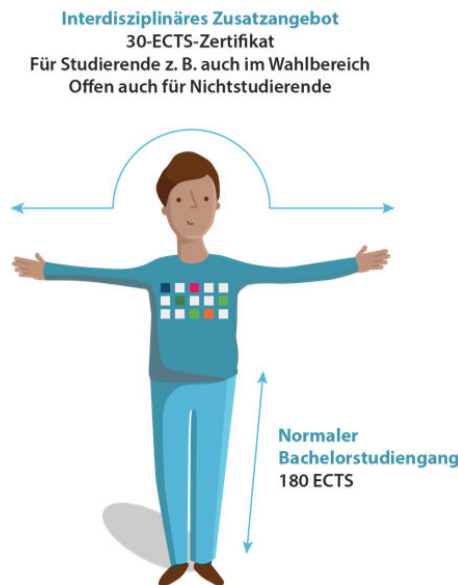 Interdisziplinäres Zusatzangebot
30-ECTS-Zertifikat
Für Studierende z. B. auch im Wahlbereich
Offen auch für Nichtstudierende
Normaler
Bachelorstudiengang
180 ECTS